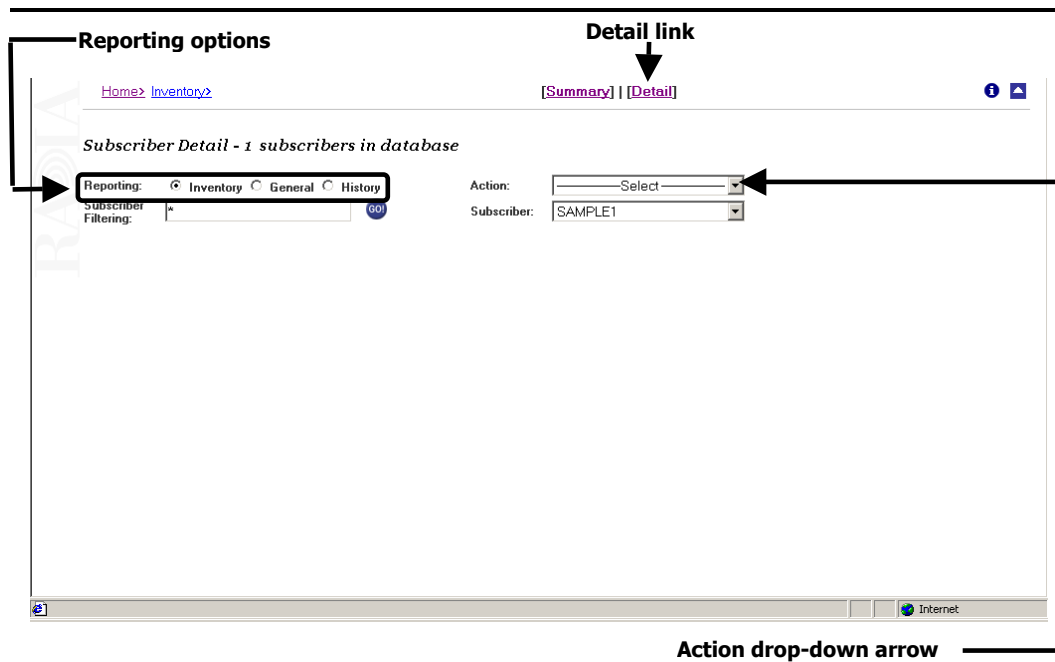 Reporting options
Detail link
Home> Inventory>
[Summary] | [Detail]
RADIA
Subscriber Detail - 1 subscribers in database
Reporting: Inventory General History
Action: Select
Subscriber Filtering: * GO!
Subscriber: SAMPLE1
Internet
Action drop-down arrow